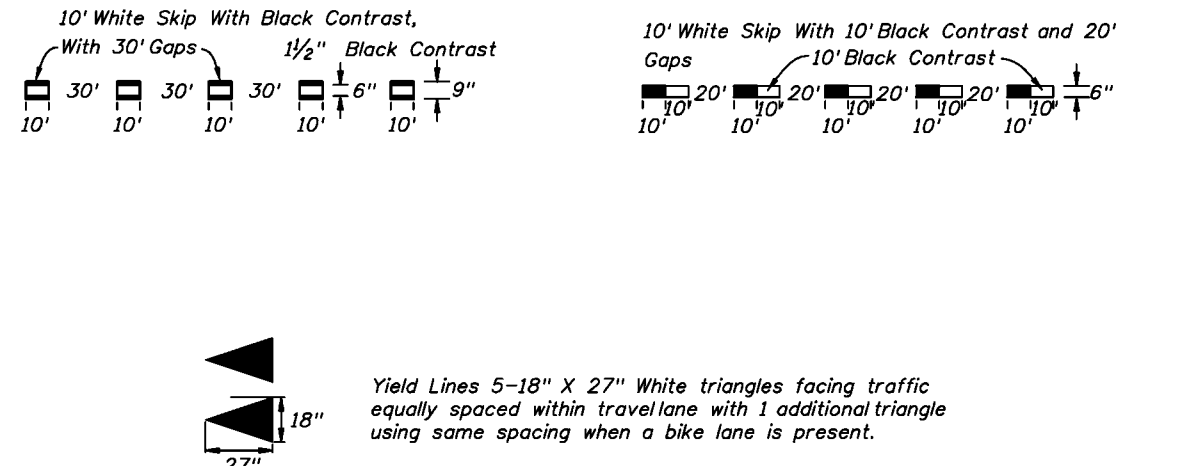 10' White Skip With Black Contrast,
With 30' Gaps
1½" Black Contrast
30' 30' 30' 6" 9"
10' 10' 10' 10' 10'
10' White Skip With 10' Black Contrast and 20'
Gaps
10' Black Contrast
20' 20' 20' 20' 6"
10" 10" 10" 10" 10"
10' 10' 10' 10' 10'
Yield Lines 5-18" X 27" White triangles facing traffic
equally spaced within travel lane with 1 additional triangle
using same spacing when a bike lane is present.
18"
27"